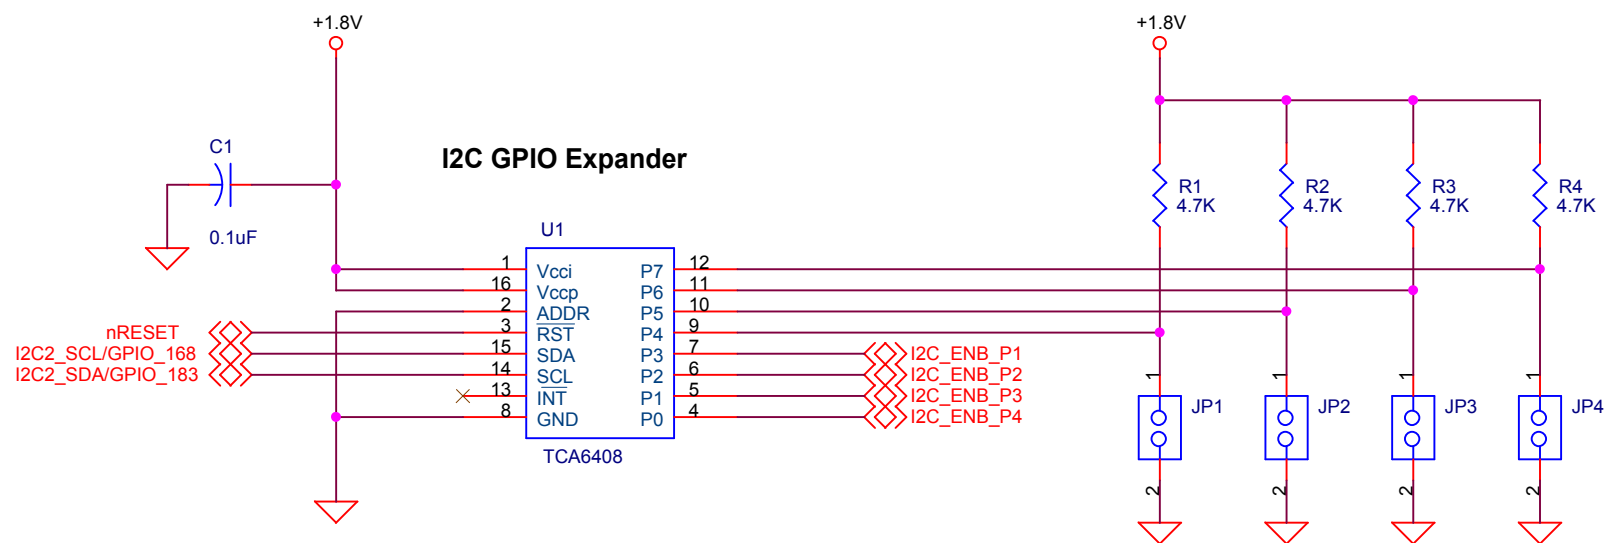 +1.8V
+1.8V
C1
0.1uF
I2C GPIO Expander
R1
4.7K
R2
4.7K
R3
4.7K
R4
4.7K
U1
1 Vcci P7 12
16 Vccp P6 11
2 ADDR P5 10
nRESET 3 RST P4 9
I2C2_SCL/GPIO_168 15 SDA P3 7 I2C_ENB_P1
I2C2_SDA/GPIO_183 14 SCL P2 6 I2C_ENB_P2
13 INT P1 5 I2C_ENB_P3
8 GND P0 4 I2C_ENB_P4
TCA6408
1 JP1 2
1 JP2 2
1 JP3 2
1 JP4 2